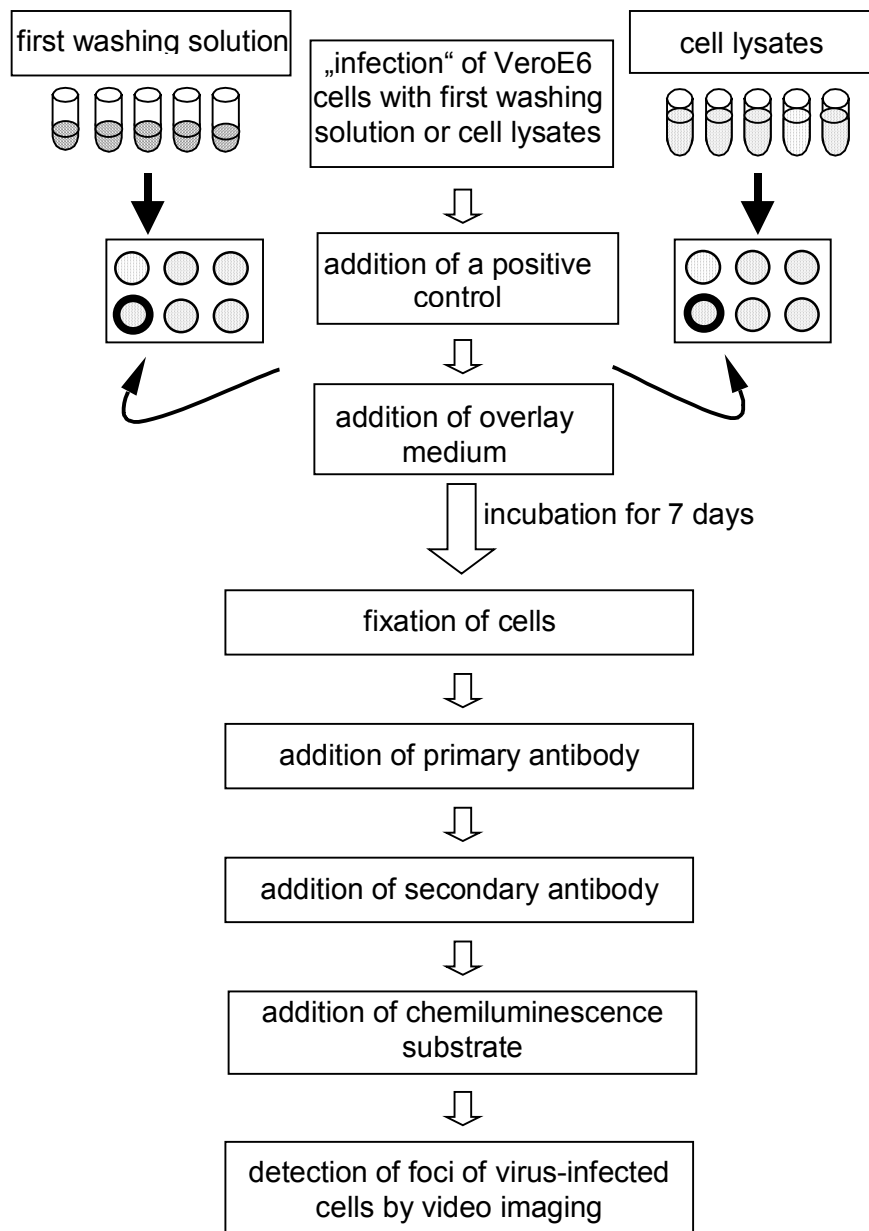 first washing solution
„infection“ of VeroE6
cells with first washing
solution or cell lysates
cell lysates
addition of a positive
control
addition of overlay
medium
incubation for 7 days
fixation of cells
addition of primary antibody
addition of secondary antibody
addition of chemiluminescence
substrate
detection of foci of virus-infected
cells by video imaging